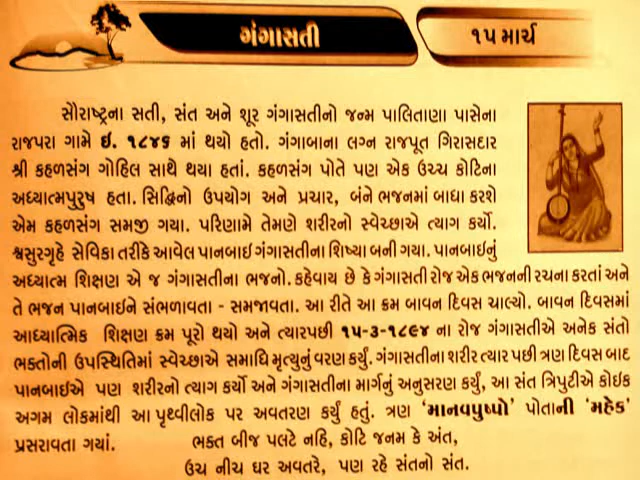 ગંગાસતી
૧૫ માર્ચ
સૌરાષ્ટ્રના સતી, સંત અને શૂર ગંગાસતીનો જન્મ પાલિતાણા પાસેના
રાજપરા ગામે ઇ. ૧૮૪૬ માં થયો હતો. ગંગાબાના લગ્ન રાજપૂત ગિરાસદાર
શ્રી કહળસંગ ગોહિલ સાથે થયા હતાં. કહળસંગ પોતે પણ એક ઉચ્ચ કોટિના
અધ્યાત્મપુરુષ હતા. સિદ્ધિનો ઉપયોગ અને પ્રચાર, બંને ભજનમાં બાધા કરશે
એમ કહળસંગ સમજી ગયા. પરિણામે તેમણે શરીરનો સ્વેચ્છાએ ત્યાગ કર્યો.
શ્વસુરગૃહે સેવિકા તરીકે આવેલ પાનબાઇ ગંગાસતીના શિષ્યા બની ગયા. પાનબાઇનું
અધ્યાત્મ શિક્ષણ એ જ ગંગાસતીના ભજનો. કહેવાય છે કે ગંગાસતી રોજ એક ભજનની રચના કરતાં અને
તે ભજન પાનબાઇને સંભળાવતા - સમજાવતા. આ રીતે આ ક્રમ બાવન દિવસ ચાલ્યો. બાવન દિવસમાં
આધ્યાત્મિક શિક્ષણ ક્રમ પૂરો થયો અને ત્યારપછી ૧૫-૩-૧૮૯૪ ના રોજ ગંગાસતીએ અનેક સંતો
ભક્તોની ઉપસ્થિતિમાં સ્વેચ્છાએ સમાધિ મૃત્યુનું વરણ કર્યું. ગંગાસતીના શરીર ત્યાર પછી ત્રણ દિવસ બાદ
પાનબાઈએ પણ શરીરનો ત્યાગ કર્યો અને ગંગાસતીના માર્ગનું અનુસરણ કર્યું, આ સંત ત્રિપુટીએ કોઇક
અગમ લોકમાંથી આ પૃથ્વીલોક પર અવતરણ કર્યું હતું. ત્રણ 'માનવપુષ્પો' પોતાની 'મહેક'
પ્રસરાવતા ગયાં.
ભક્ત બીજ પલટે નહિ, કોટિ જનમ કે અંત,
ઉચ નીચ ઘર અવતરે, પણ રહે સંતનો સંત.